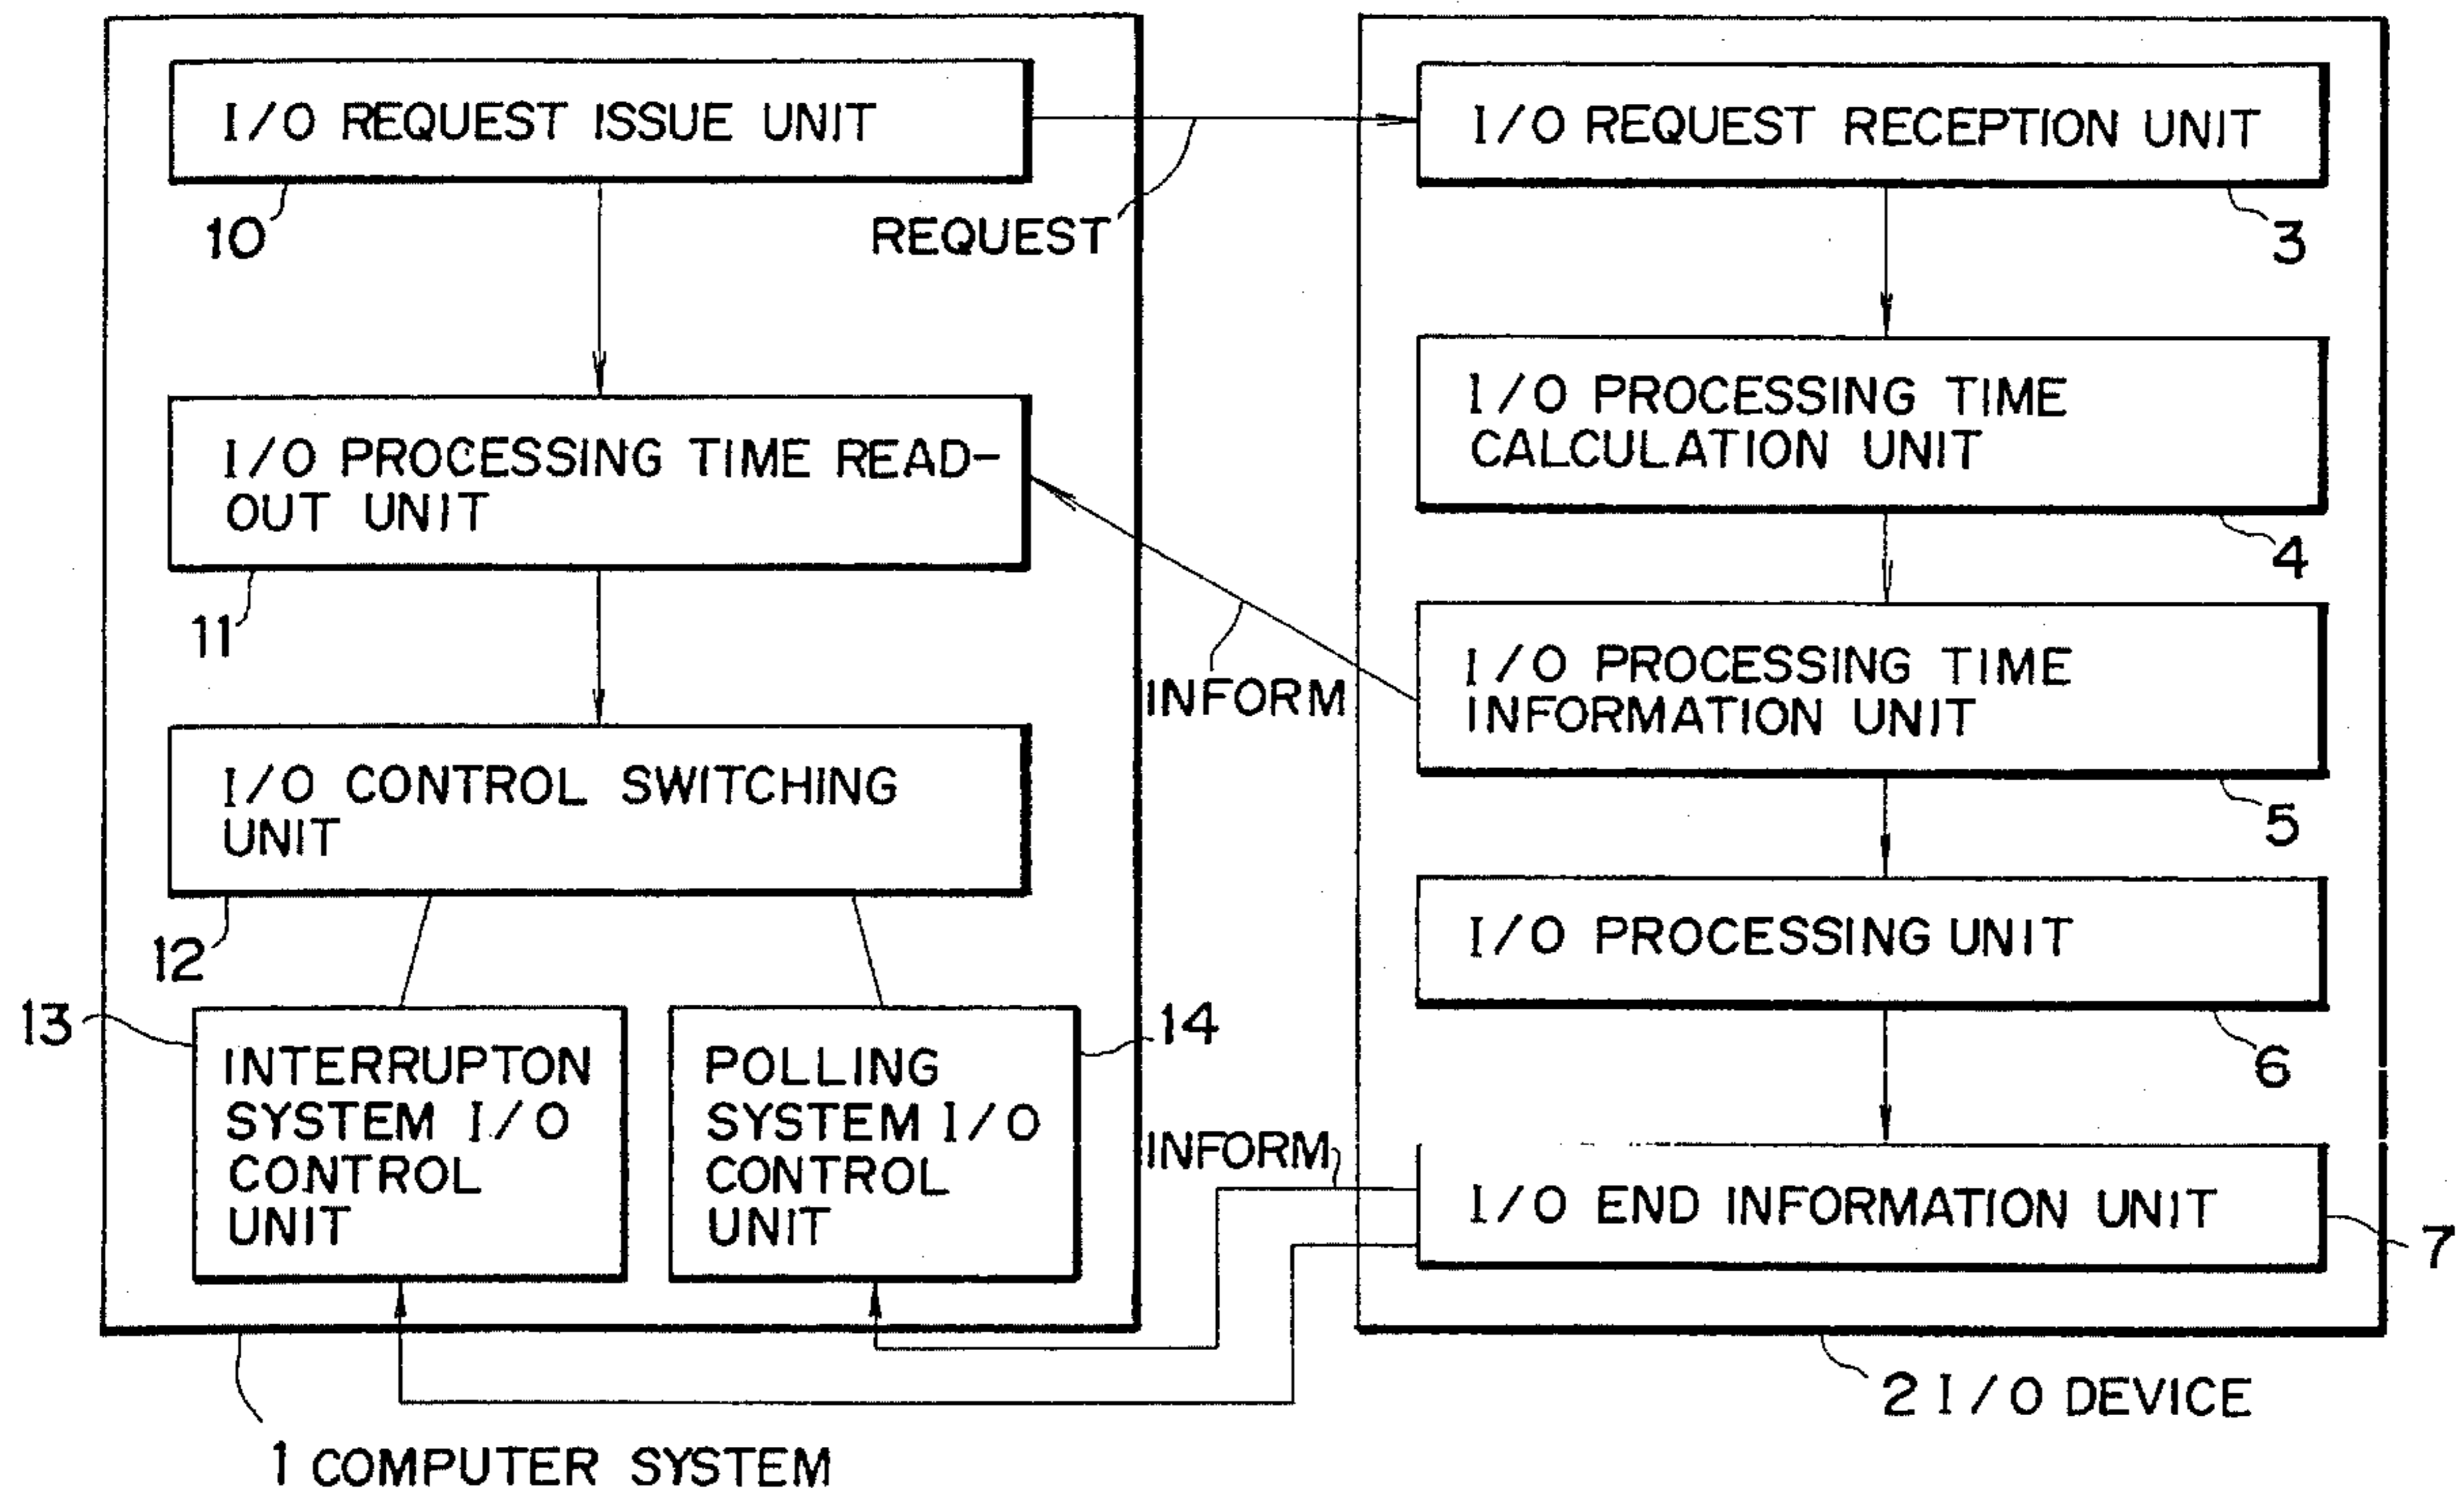 I/O REQUEST ISSUE UNIT
10
REQUEST
I/O PROCESSING TIME READ-
OUT UNIT
11
I/O CONTROL SWITCHING
UNIT
12
13
INTERRUPTON
SYSTEM I/O
CONTROL
UNIT
14
POLLING
SYSTEM I/O
CONTROL
UNIT
1 COMPUTER SYSTEM
INFORM
INFORM
I/O REQUEST RECEPTION UNIT
3
I/O PROCESSING TIME
CALCULATION UNIT
4
I/O PROCESSING TIME
INFORMATION UNIT
5
I/O PROCESSING UNIT
6
I/O END INFORMATION UNIT
7
2 I/O DEVICE